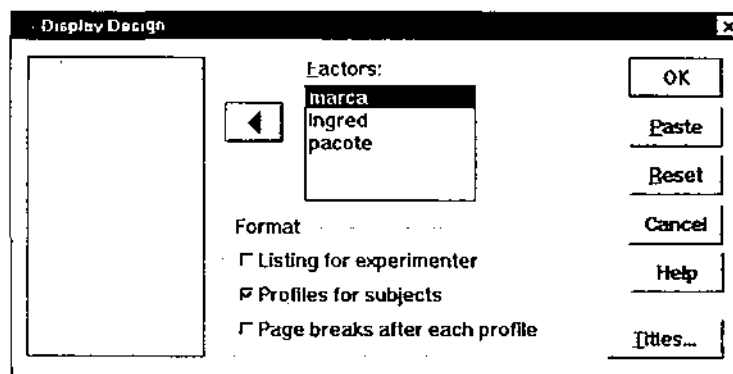 Display Design
Factors:
marca
ingred
pacote
Format
Listing for experimenter
Profiles for subjects
Page breaks after each profile
OK
Paste
Reset
Cancel
Help
Titles...